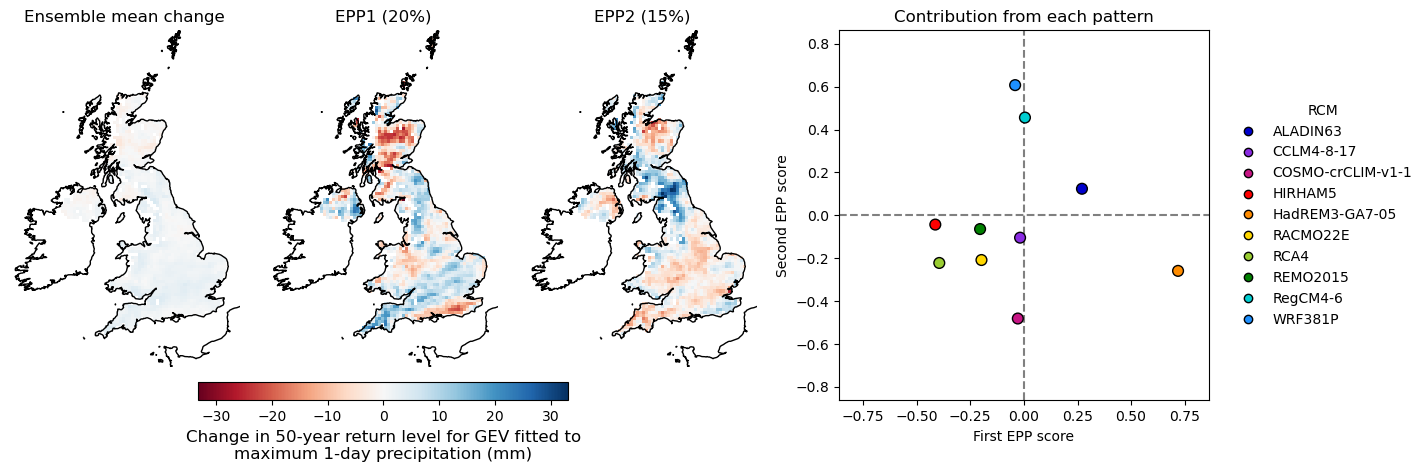 Ensemble mean change
EPP1 (20%)
EPP2 (15%)
−30 −20 −10 0 10 20 30
Change in 50-year return level for GEV fitted to
maximum 1-day precipitation (mm)
Contribution from each pattern
Second EPP score
0.8
0.6
0.4
0.2
0.0
−0.2
−0.4
−0.6
−0.8
−0.75 −0.50 −0.25 0.00 0.25 0.50 0.75
First EPP score
RCM
ALADIN63
CCLM4-8-17
COSMO-crCLIM-v1-1
HIRHAM5
HadREM3-GA7-05
RACMO22E
RCA4
REMO2015
RegCM4-6
WRF381P